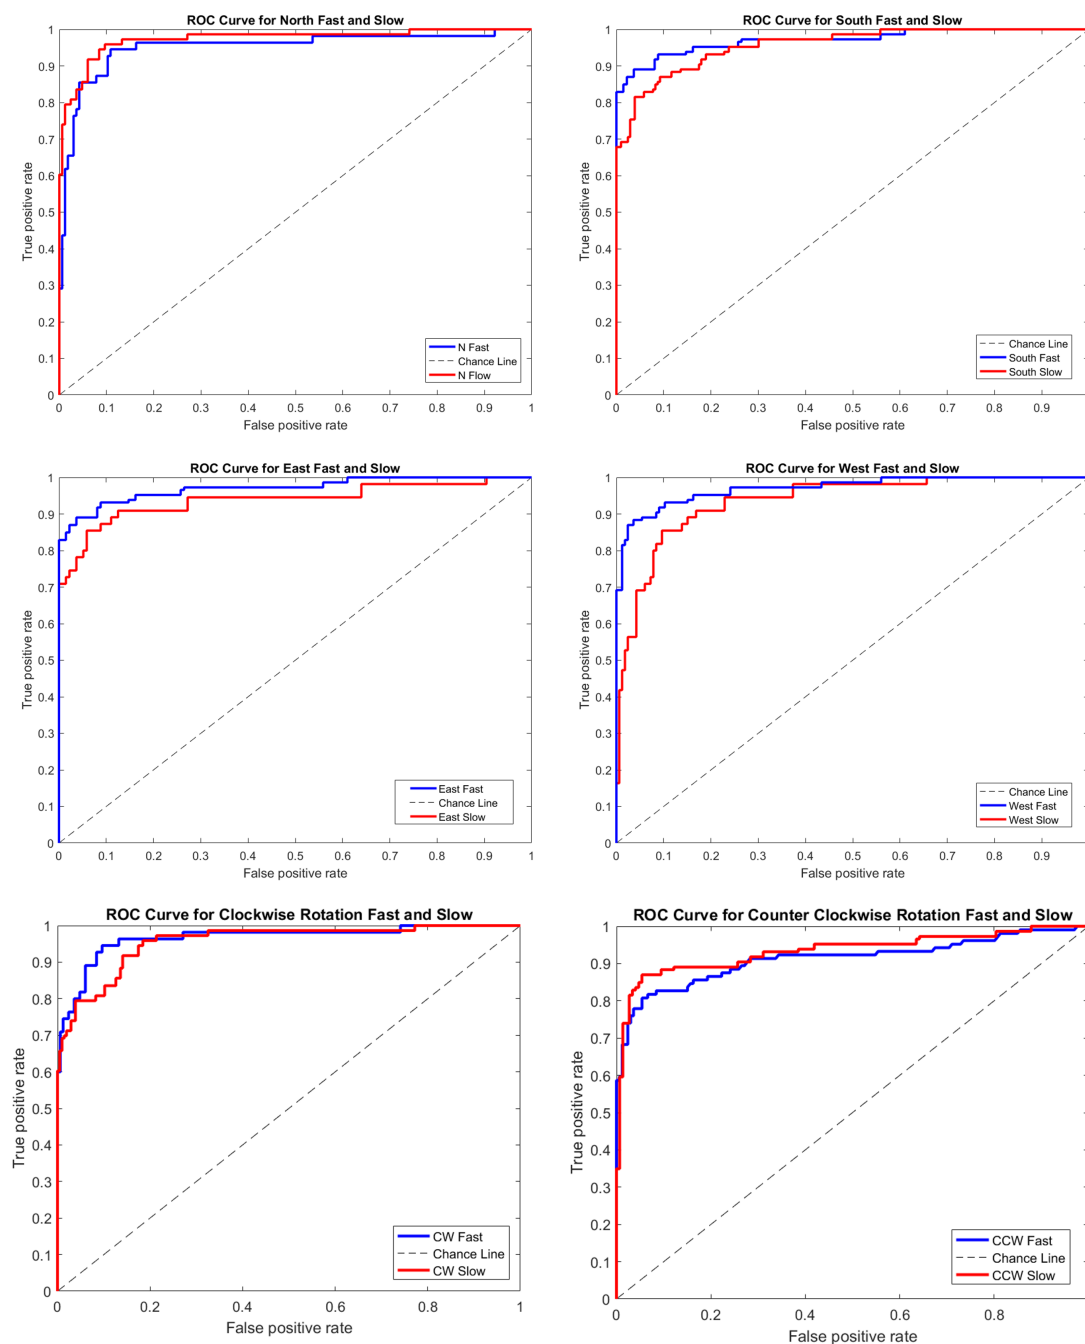 ROC Curve for North Fast and Slow
True positive rate
1
0.9
0.8
0.7
0.6
0.5
0.4
0.3
0.2
0.1
0
0 0.1 0.2 0.3 0.4 0.5 0.6 0.7 0.8 0.9 1
False positive rate
N Fast
Chance Line
N Flow
ROC Curve for South Fast and Slow
True positive rate
1
0.9
0.8
0.7
0.6
0.5
0.4
0.3
0.2
0.1
0
0 0.1 0.2 0.3 0.4 0.5 0.6 0.7 0.8 0.9
False positive rate
Chance Line
South Fast
South Slow
ROC Curve for East Fast and Slow
True positive rate
1
0.9
0.8
0.7
0.6
0.5
0.4
0.3
0.2
0.1
0
0 0.1 0.2 0.3 0.4 0.5 0.6 0.7 0.8 0.9 1
False positive rate
East Fast
Chance Line
East Slow
ROC Curve for West Fast and Slow
True positive rate
1
0.9
0.8
0.7
0.6
0.5
0.4
0.3
0.2
0.1
0
0 0.1 0.2 0.3 0.4 0.5 0.6 0.7 0.8 0.9
False positive rate
Chance Line
West Fast
West Slow
ROC Curve for Clockwise Rotation Fast and Slow
True positive rate
1
0.9
0.8
0.7
0.6
0.5
0.4
0.3
0.2
0.1
0
0 0.2 0.4 0.6 0.8 1
False positive rate
CW Fast
Chance Line
CW Slow
ROC Curve for Counter Clockwise Rotation Fast and Slow
True positive rate
1
0.9
0.8
0.7
0.6
0.5
0.4
0.3
0.2
0.1
0
0 0.2 0.4 0.6 0.8
False positive rate
CCW Fast
Chance Line
CCW Slow